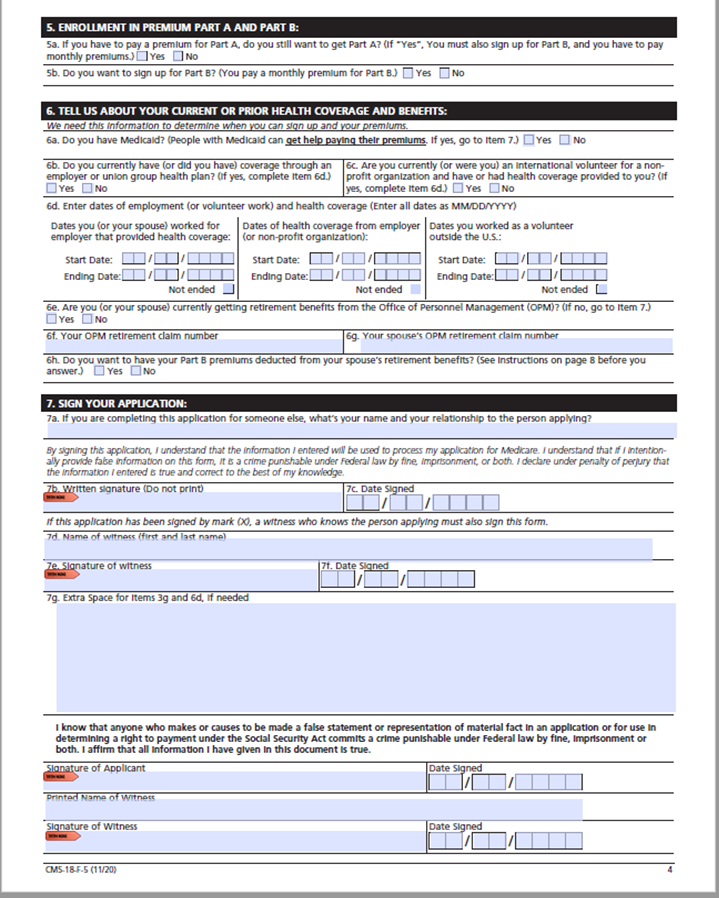 5. ENROLLMENT IN PREMIUM PART A AND PART B:
5a. If you have to pay a premium for Part A, do you still want to get Part A? (If "Yes", You must also sign up for Part B, and you have to pay
monthly premiums.) Yes No
5b. Do you want to sign up for Part B? (You pay a monthly premium for Part B.) Yes No
6. TELL US ABOUT YOUR CURRENT OR PRIOR HEALTH COVERAGE AND BENEFITS:
We need this information to determine when you can sign up and your premiums.
6a. Do you have Medicaid? (People with Medicaid can get help paying their premiums. If yes, go to Item 7.) Yes No
6b. Do you currently have (or did you have) coverage through an
employer or union group health plan? (If yes, complete Item 6d.)
Yes No
6c. Are you currently (or were you) an international volunteer for a non-
profit organization and have or had health coverage provided to you? (If
yes, complete Item 6d.) Yes No
6d. Enter dates of employment (or volunteer work) and health coverage (Enter all dates as MM/DD/YYYY)
Dates you (or your spouse) worked for
employer that provided health coverage:
Start Date: / /
Ending Date: / /
Not ended
Dates of health coverage from employer
(or non-profit organization):
Start Date: / /
Ending Date: / /
Not ended
Dates you worked as a volunteer
outside the U.S.:
Start Date: / /
Ending Date: / /
Not ended
6e. Are you (or your spouse) currently getting retirement benefits from the Office of Personnel Management (OPM)? (If no, go to Item 7.)
Yes No
6f. Your OPM retirement claim number
6g. Your spouse's OPM retirement claim number
6h. Do you want to have your Part B premiums deducted from your spouse's retirement benefits? (See instructions on page 8 before you
answer.) Yes No
7. SIGN YOUR APPLICATION:
7a. If you are completing this application for someone else, what's your name and your relationship to the person applying?
By signing this application, I understand that the information I entered will be used to process my application for Medicare. I understand that if I intention-
ally provide false information on this form, it is a crime punishable under Federal law by fine, imprisonment, or both. I declare under penalty of perjury that
the information I entered is true and correct to the best of my knowledge.
7b. Written signature (Do not print)
7c. Date Signed
/ /
If this application has been signed by mark (X), a witness who knows the person applying must also sign this form.
7d. Name of witness (first and last name)
7e. Signature of witness
7f. Date Signed
/ /
7g. Extra Space for Items 3g and 6d, if needed
I know that anyone who makes or causes to be made a false statement or representation of material fact in an application or for use in
determining a right to payment under the Social Security Act commits a crime punishable under Federal law by fine, imprisonment or
both. I affirm that all information I have given in this document is true.
Signature of Applicant
Date Signed
/ /
Printed Name of Witness
Signature of Witness
Date Signed
/ /
CMS-18-F-5 (11/20)
4